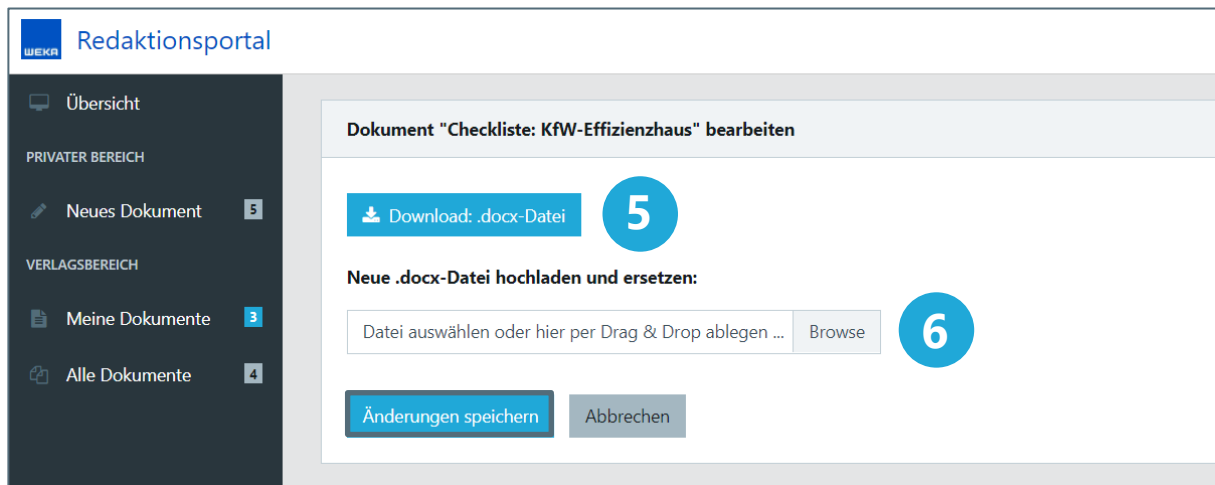 WEKA Redaktionsportal
Übersicht
PRIVATER BEREICH
Neues Dokument 5
VERLAGSBEREICH
Meine Dokumente 3
Alle Dokumente 4
Dokument "Checkliste: KfW-Effizienzhaus" bearbeiten
Download: .docx-Datei 5
Neue .docx-Datei hochladen und ersetzen:
Datei auswählen oder hier per Drag & Drop ablegen ... Browse 6
Änderungen speichern Abbrechen